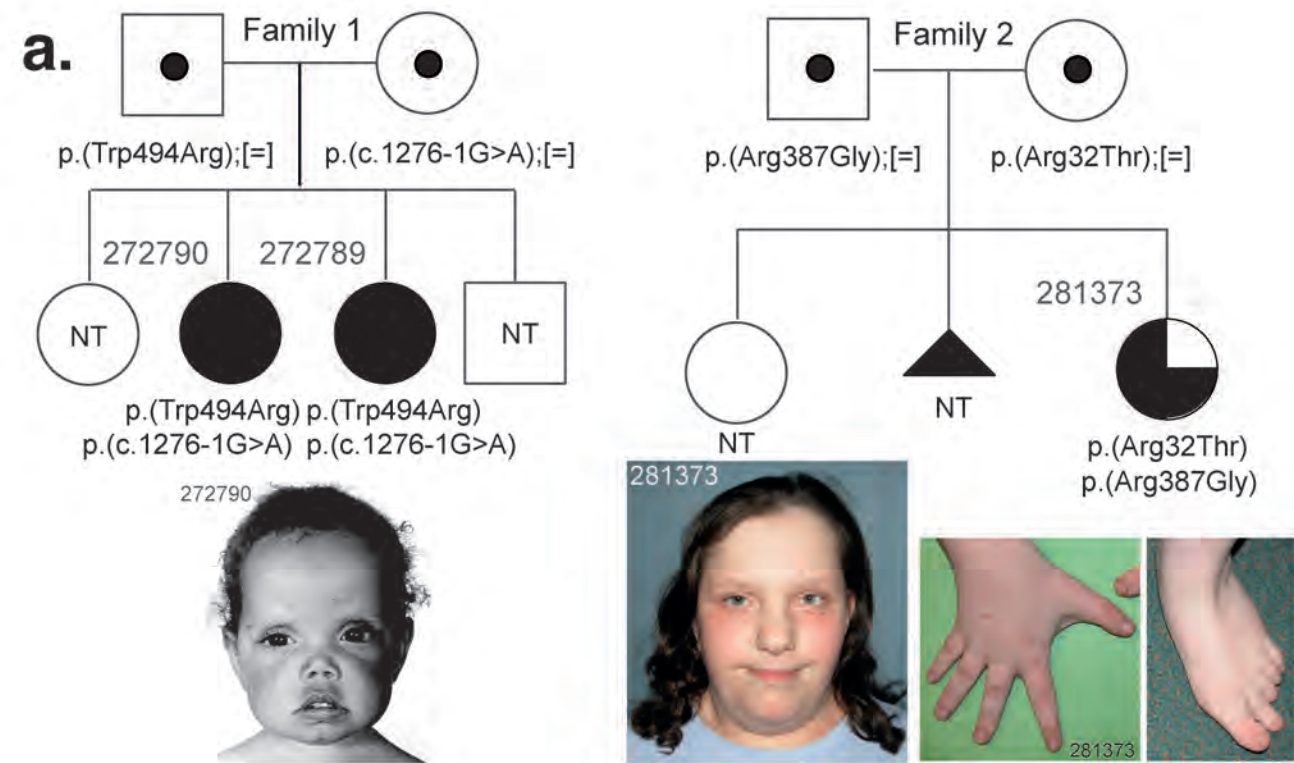 a.
Family 1
p.(Trp494Arg);[=]
p.(c.1276-1G>A);[=]
272790
272789
NT
NT
p.(Trp494Arg)
p.(c.1276-1G>A)
p.(Trp494Arg)
p.(c.1276-1G>A)
272790
Family 2
p.(Arg387Gly);[=]
p.(Arg32Thr);[=]
281373
NT
NT
p.(Arg32Thr)
p.(Arg387Gly)
281373
281373